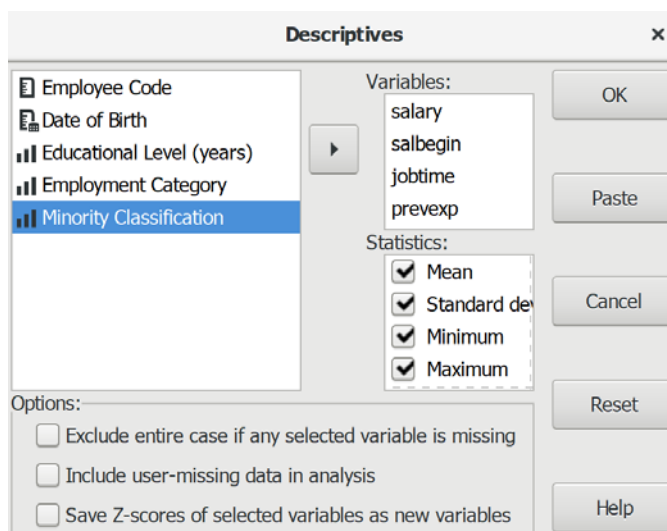 Descriptives
Employee Code
Date of Birth
Educational Level (years)
Employment Category
Minority Classification
Variables:
salary
salbegin
jobtime
prevexp
Statistics:
Mean
Standard dev
Minimum
Maximum
OK
Paste
Cancel
Reset
Help
Options:
Exclude entire case if any selected variable is missing
Include user-missing data in analysis
Save Z-scores of selected variables as new variables